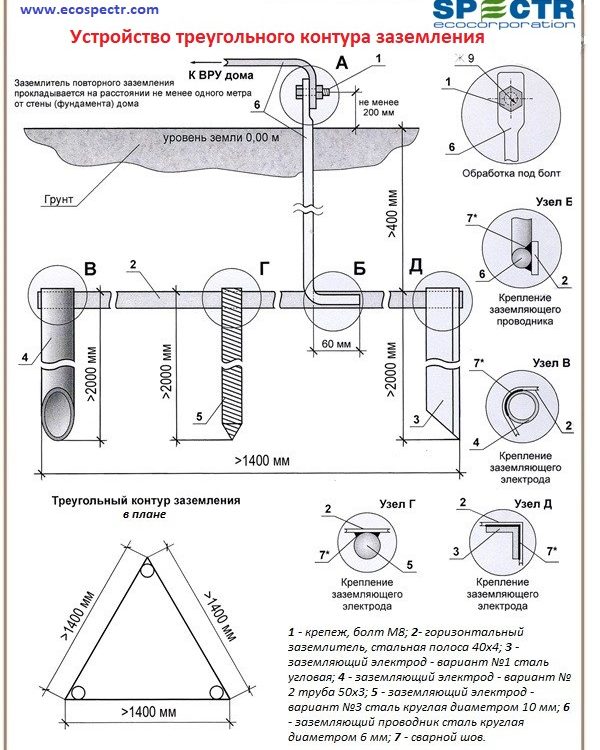 www.ecospectr.com
SPECTR
ecocorporation
Устройство треугольного контура заземления
Заземлитель повторного заземления
прокладывается на расстоянии не менее одного метра
от стены (фундамента) дома
К ВРУ дома
6
А
1
не менее
200 мм
уровень земли 0,00 м
Грунт
>400 мм
Ж 9
1
6
Обработка под болт
Узел Б
7*
6
2
Крепление
заземляющего
проводника
В
2
Г
Б
Д
4
>2000 мм
>2000 мм
5
60 мм
>2000 мм
3
>1400 мм
Узел В
7*
2
4
Крепление
заземляющего
электрода
Треугольный контур заземления
в плане
>1400 мм
>1400 мм
>1400 мм
Узел Г
2
7*
5
Крепление
заземляющего
электрода
Узел Д
2
3
7*
Крепление
заземляющего
электрода
1 - крепеж, болт М8; 2- горизонтальный
заземлитель, стальная полоса 40х4; 3 -
заземляющий электрод - вариант №1 сталь
угловая; 4 - заземляющий электрод - вариант №
2 труба 50х3; 5 - заземляющий электрод -
вариант №3 сталь круглая диаметром 10 мм; 6
- заземляющий проводник сталь круглая
диаметром 6 мм; 7 - сварной шов.